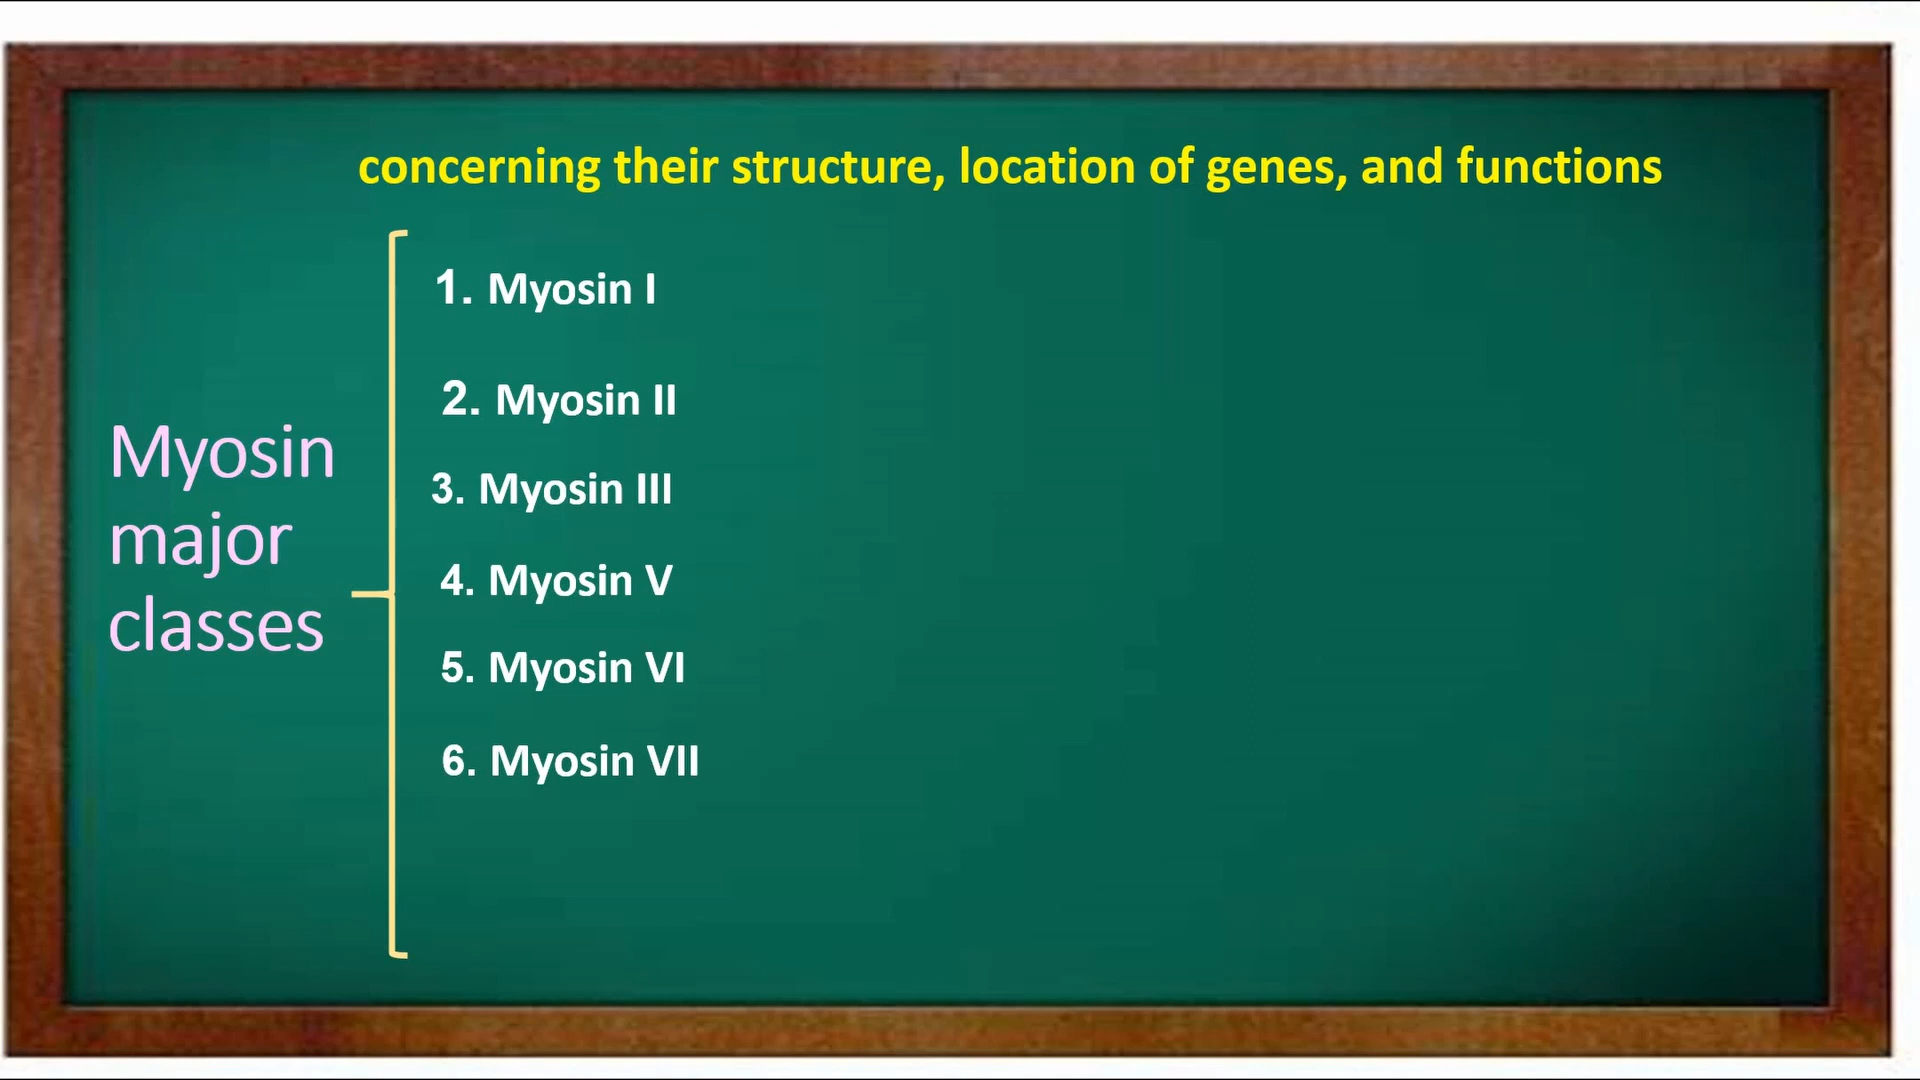 concerning their structure, location of genes, and functions
Myosin
major
classes
1. Myosin I
2. Myosin II
3. Myosin III
4. Myosin V
5. Myosin VI
6. Myosin VII